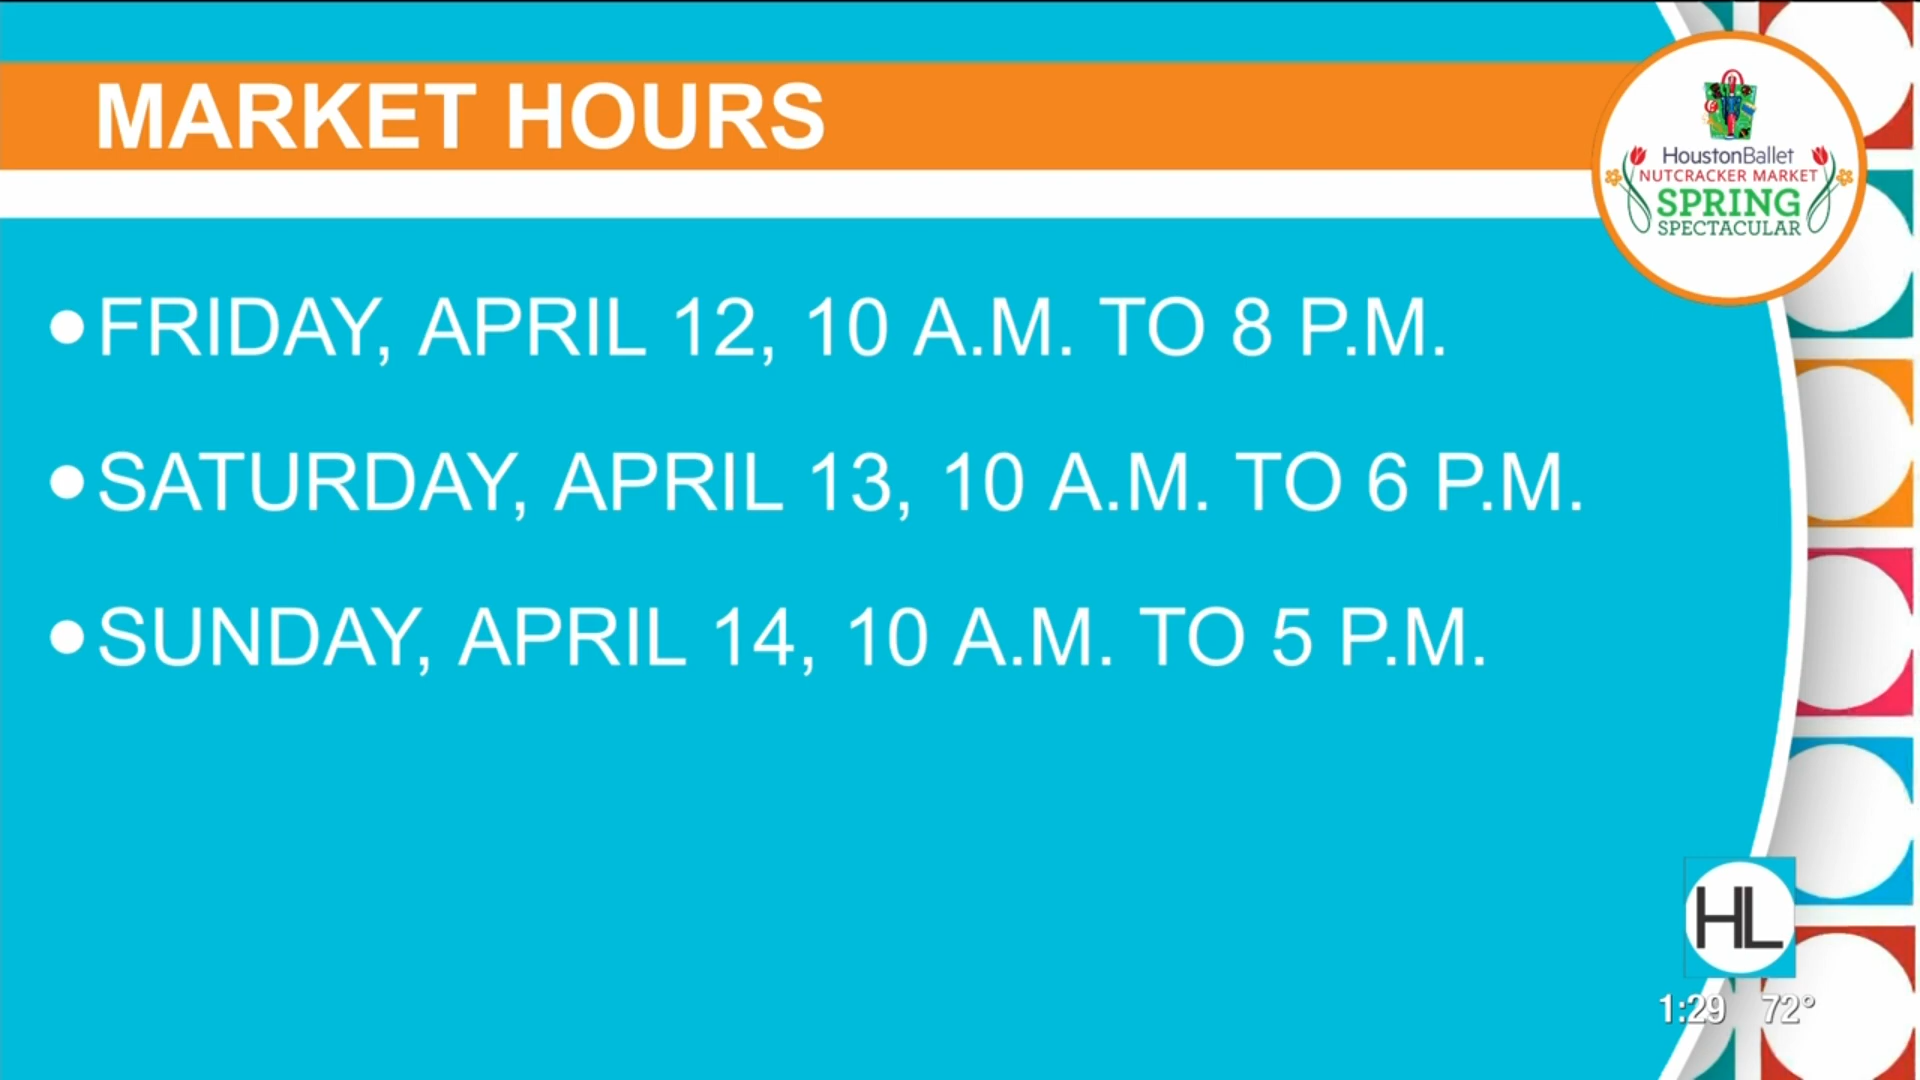 MARKET HOURS
HoustonBallet
NUTCRACKER MARKET
SPRING
SPECTACULAR
•FRIDAY, APRIL 12, 10 A.M. TO 8 P.M.
•SATURDAY, APRIL 13, 10 A.M. TO 6 P.M.
•SUNDAY, APRIL 14, 10 A.M. TO 5 P.M.
HL
1:29 72°